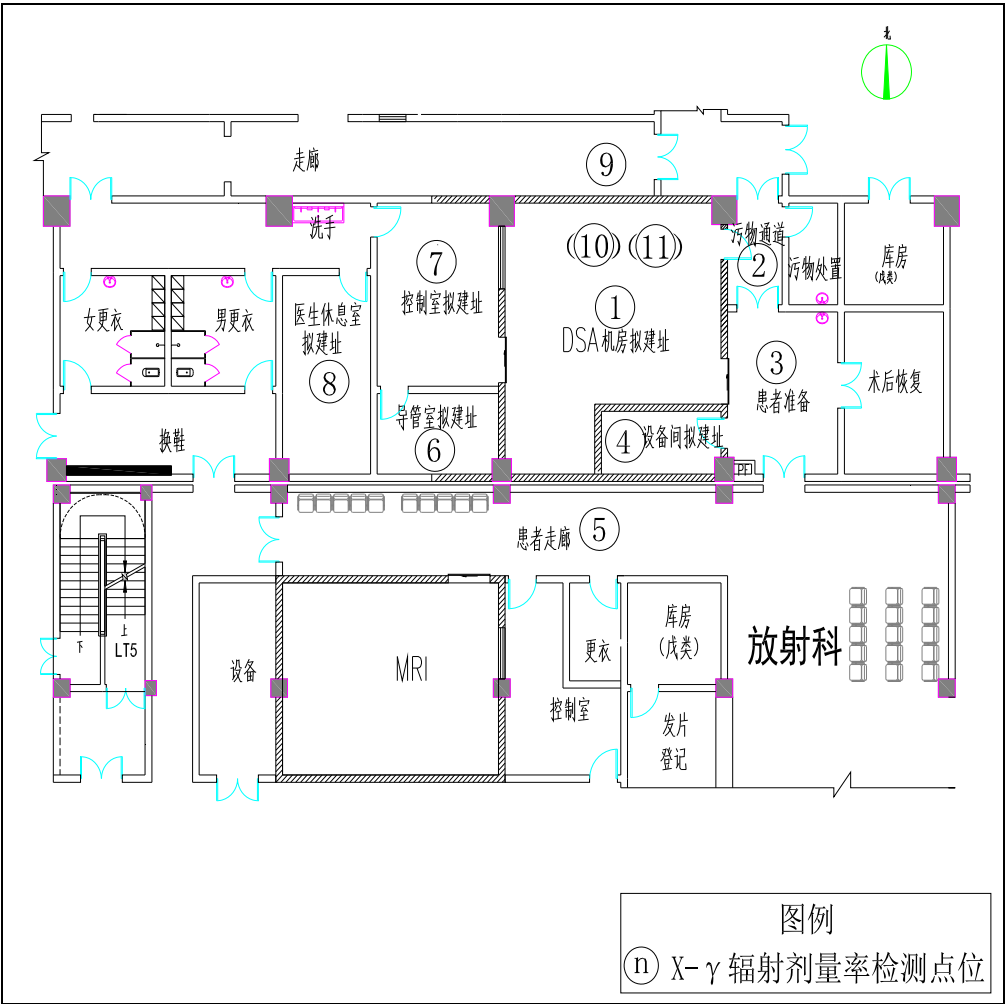 北
走廊
⑨
洗手
⑦
控制室拟建址
(⑩) (⑪)
①
DSA机房拟建址
污物通道
②
污物处置
库房
(戊类)
女更衣
男更衣
医生休息室
拟建址
⑧
③
患者准备
术后恢复
换鞋
导管室拟建址
⑥
④ 设备间拟建址
PF
患者走廊 ⑤
下
上
LT5
设备
MRI
控制室
更衣
库房
(戊类)
发片
登记
放射科
图例
ⓝ X-γ辐射剂量率检测点位